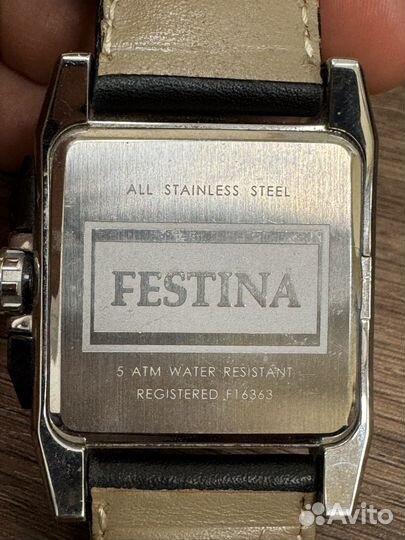 ALL STAINLESS STEEL
FESTINA
5 ATM WATER RESISTANT
REGISTERED F16363
Avito